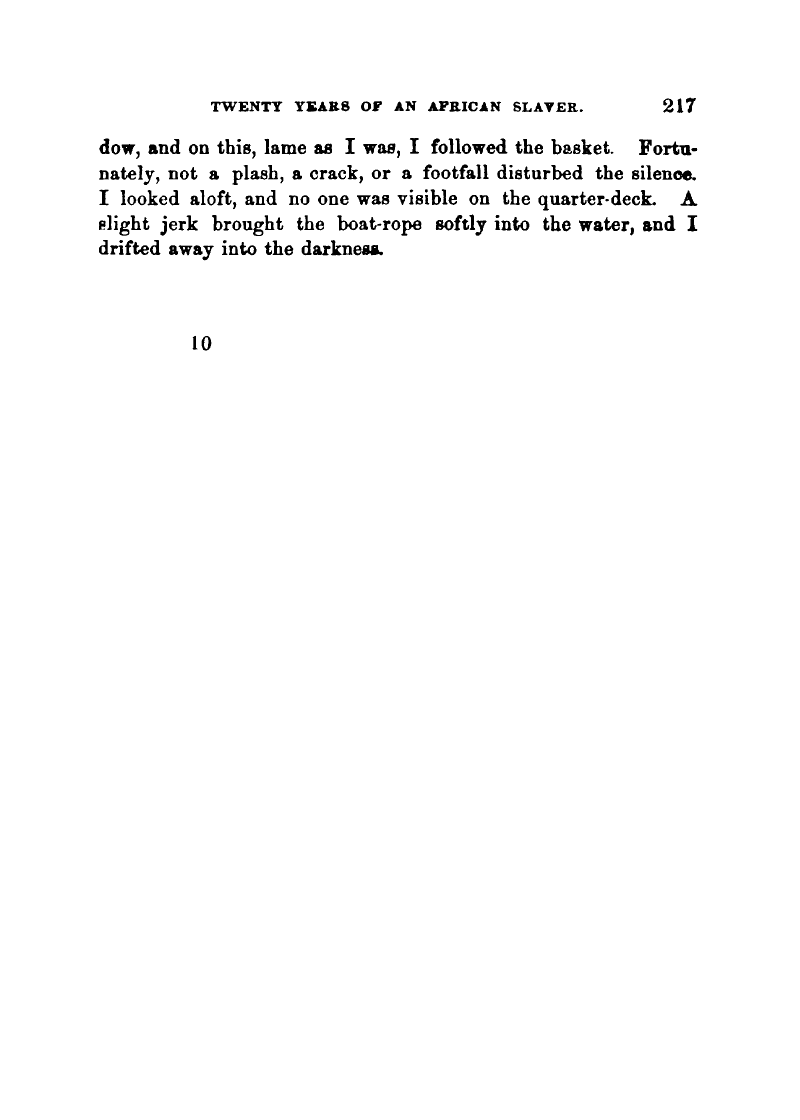 TWENTY YEARS OF AN AFRICAN SLAVER. 217
dow, and on this, lame as I was, I followed the basket. Fortu-
nately, not a plash, a crack, or a footfall disturbed the silence.
I looked aloft, and no one was visible on the quarter-deck. A
slight jerk brought the boat-rope softly into the water, and I
drifted away into the darkness.
10